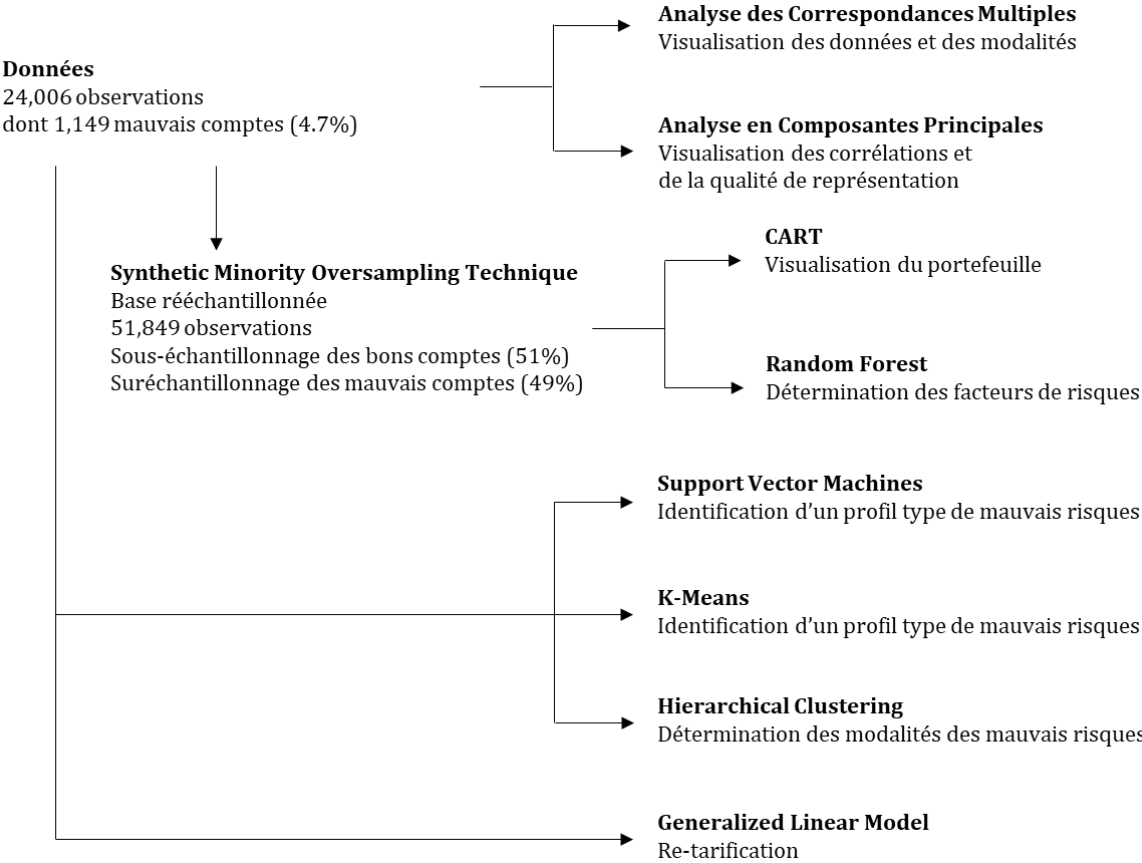 Données
24,006 observations
dont 1,149 mauvais comptes (4.7%)
Analyse des Correspondances Multiples
Visualisation des données et des modalités
Analyse en Composantes Principales
Visualisation des corrélations et
de la qualité de représentation
Synthetic Minority Oversampling Technique
Base rééchantillonnée
51,849 observations
Sous-échantillonnage des bons comptes (51%)
Suréchantillonnage des mauvais comptes (49%)
CART
Visualisation du portefeuille
Random Forest
Détermination des facteurs de risques
Support Vector Machines
Identification d'un profil type de mauvais risques
K-Means
Identification d'un profil type de mauvais risques
Hierarchical Clustering
Détermination des modalités des mauvais risques
Generalized Linear Model
Re-tarification